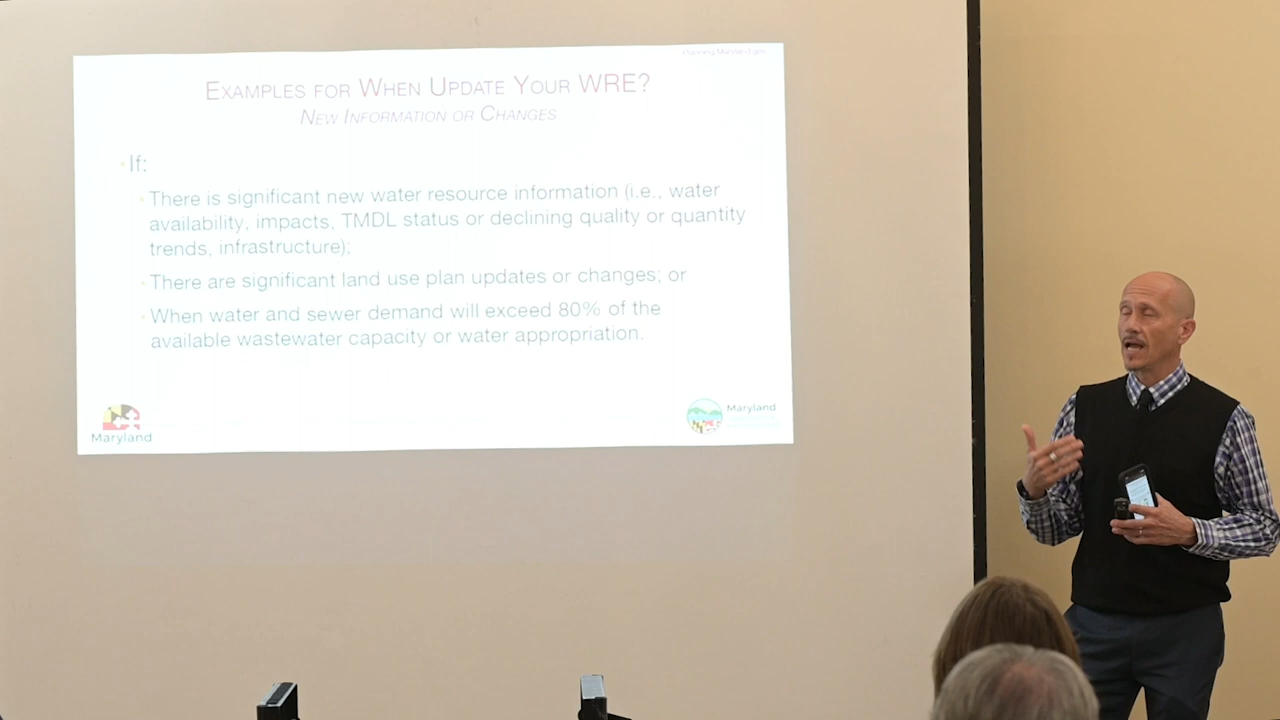 Planning.Maryland.gov
EXAMPLES FOR WHEN UPDATE YOUR WRE?
NEW INFORMATION OR CHANGES
If:
There is significant new water resource information (i.e., water
availability, impacts, TMDL status or declining quality or quantity
trends, infrastructure);
There are significant land use plan updates or changes; or
When water and sewer demand will exceed 80% of the
available wastewater capacity or water appropriation.
Maryland
Maryland